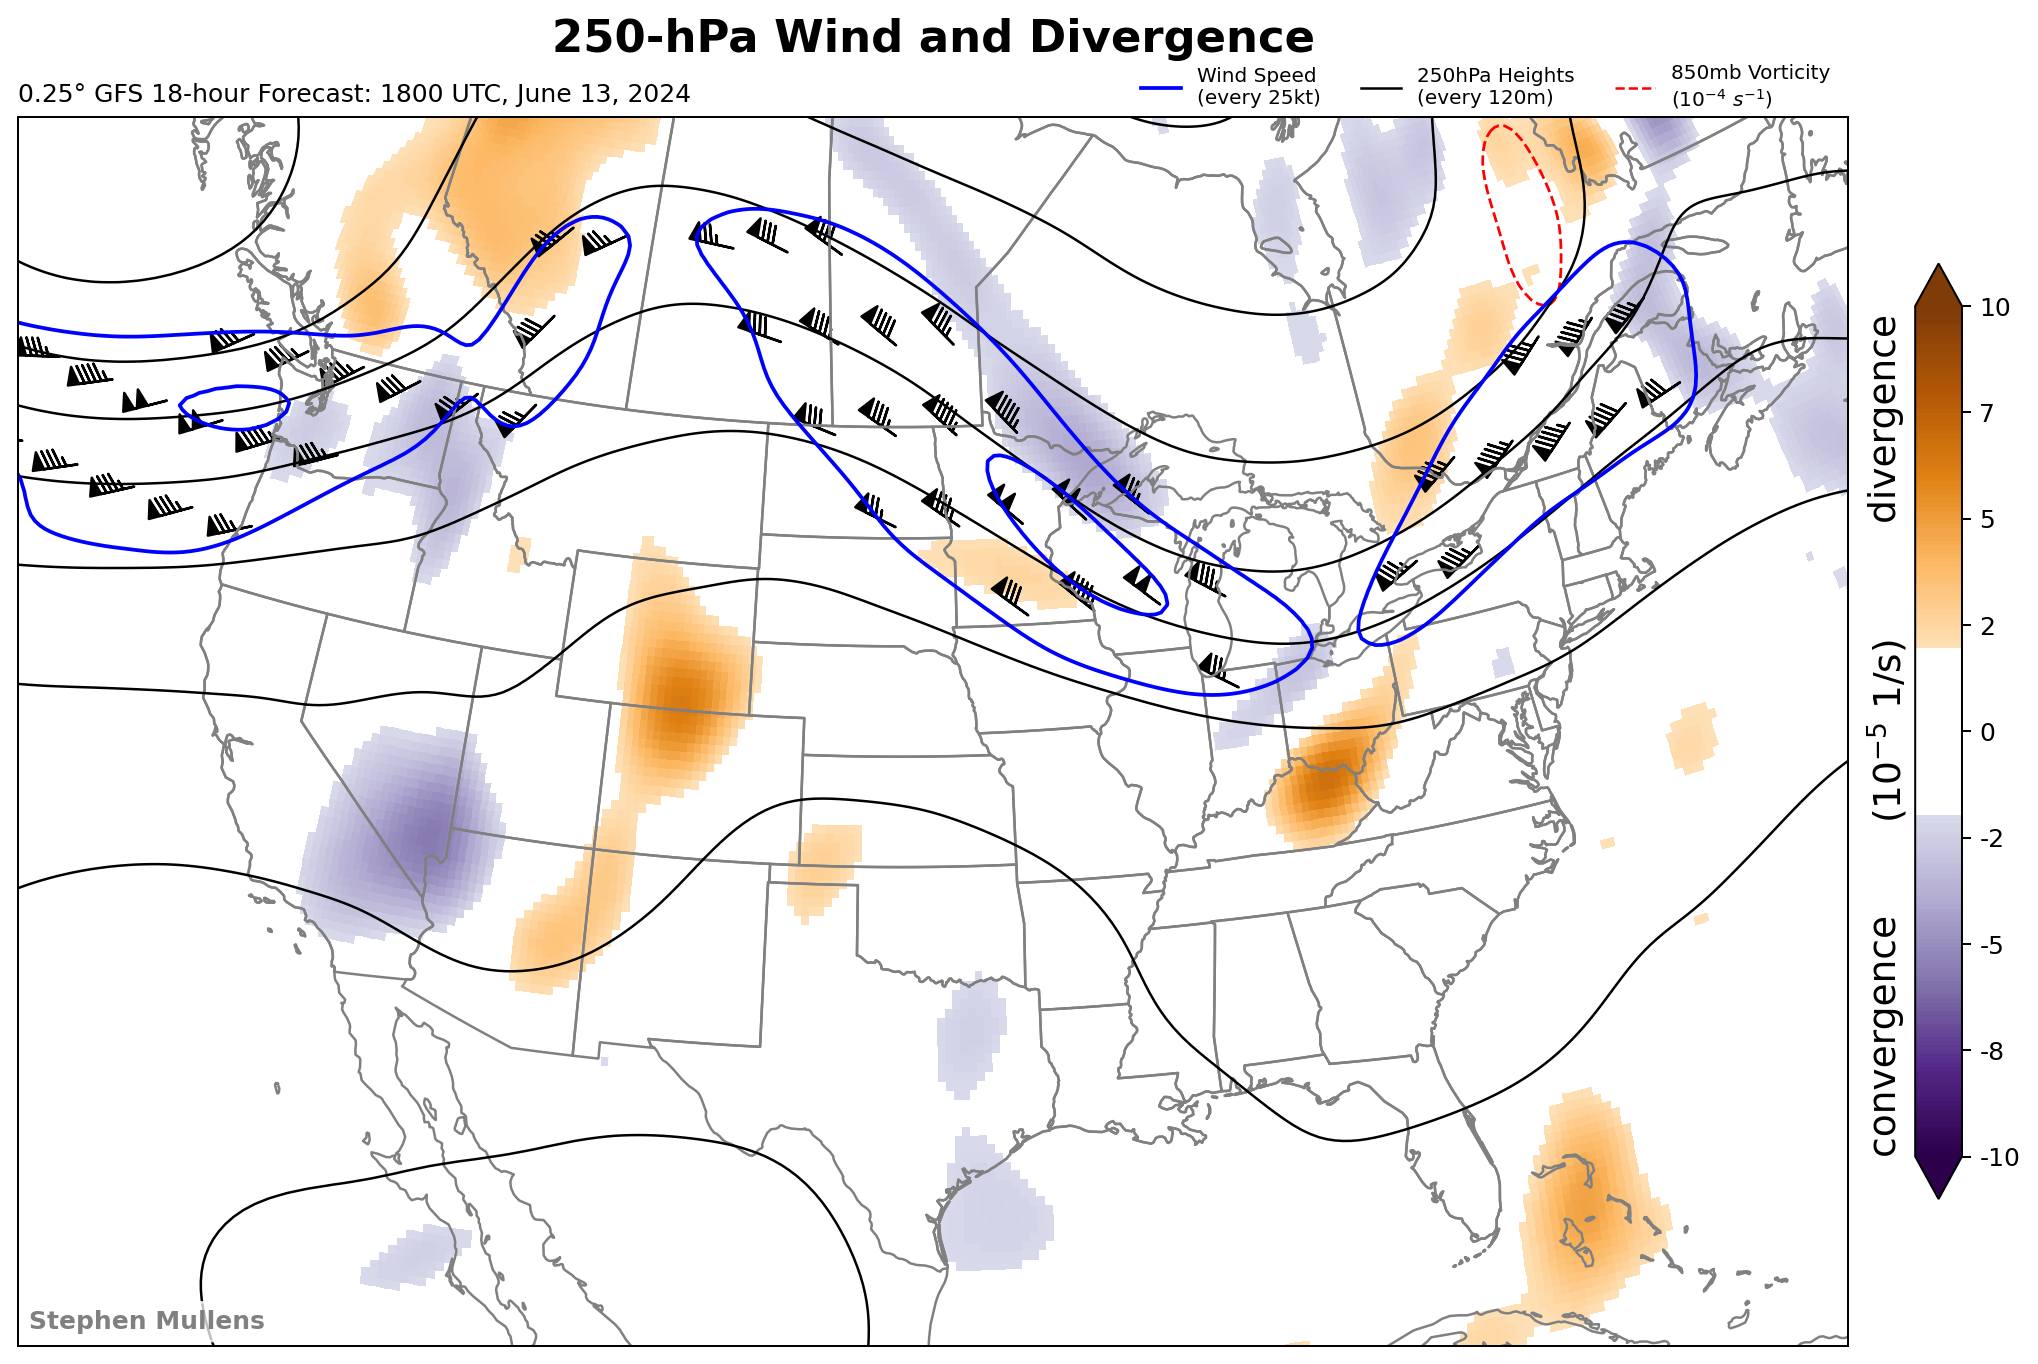 250-hPa Wind and Divergence
0.25° GFS 18-hour Forecast: 1800 UTC, June 13, 2024
Wind Speed
(every 25kt)
250hPa Heights
(every 120m)
850mb Vorticity
(10⁻⁴ s⁻¹)
10
7
5
2
0
-2
-5
-8
-10
divergence
(10⁻⁵ 1/s)
convergence
Stephen Mullens